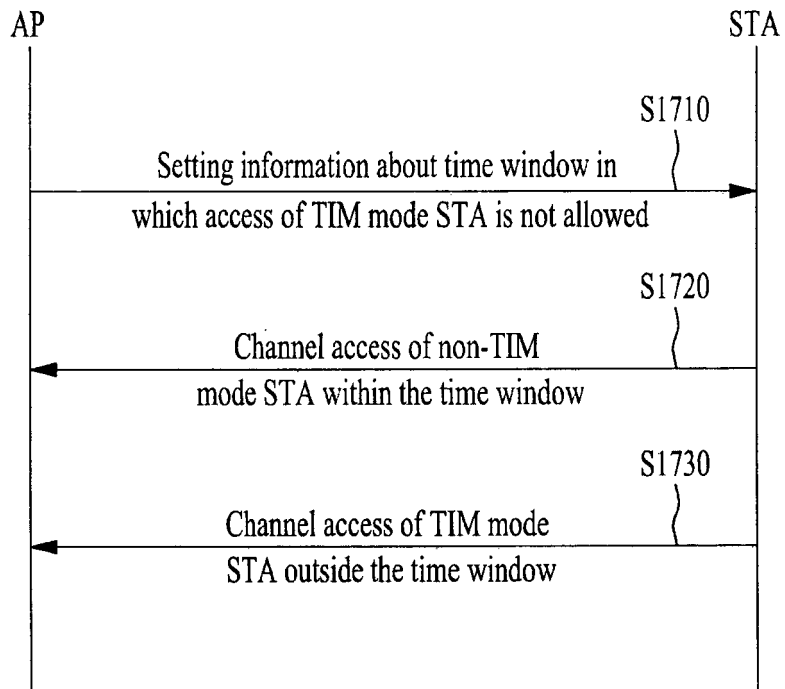 AP
STA
S1710
Setting information about time window in
which access of TIM mode STA is not allowed
S1720
Channel access of non-TIM
mode STA within the time window
S1730
Channel access of TIM mode
STA outside the time window